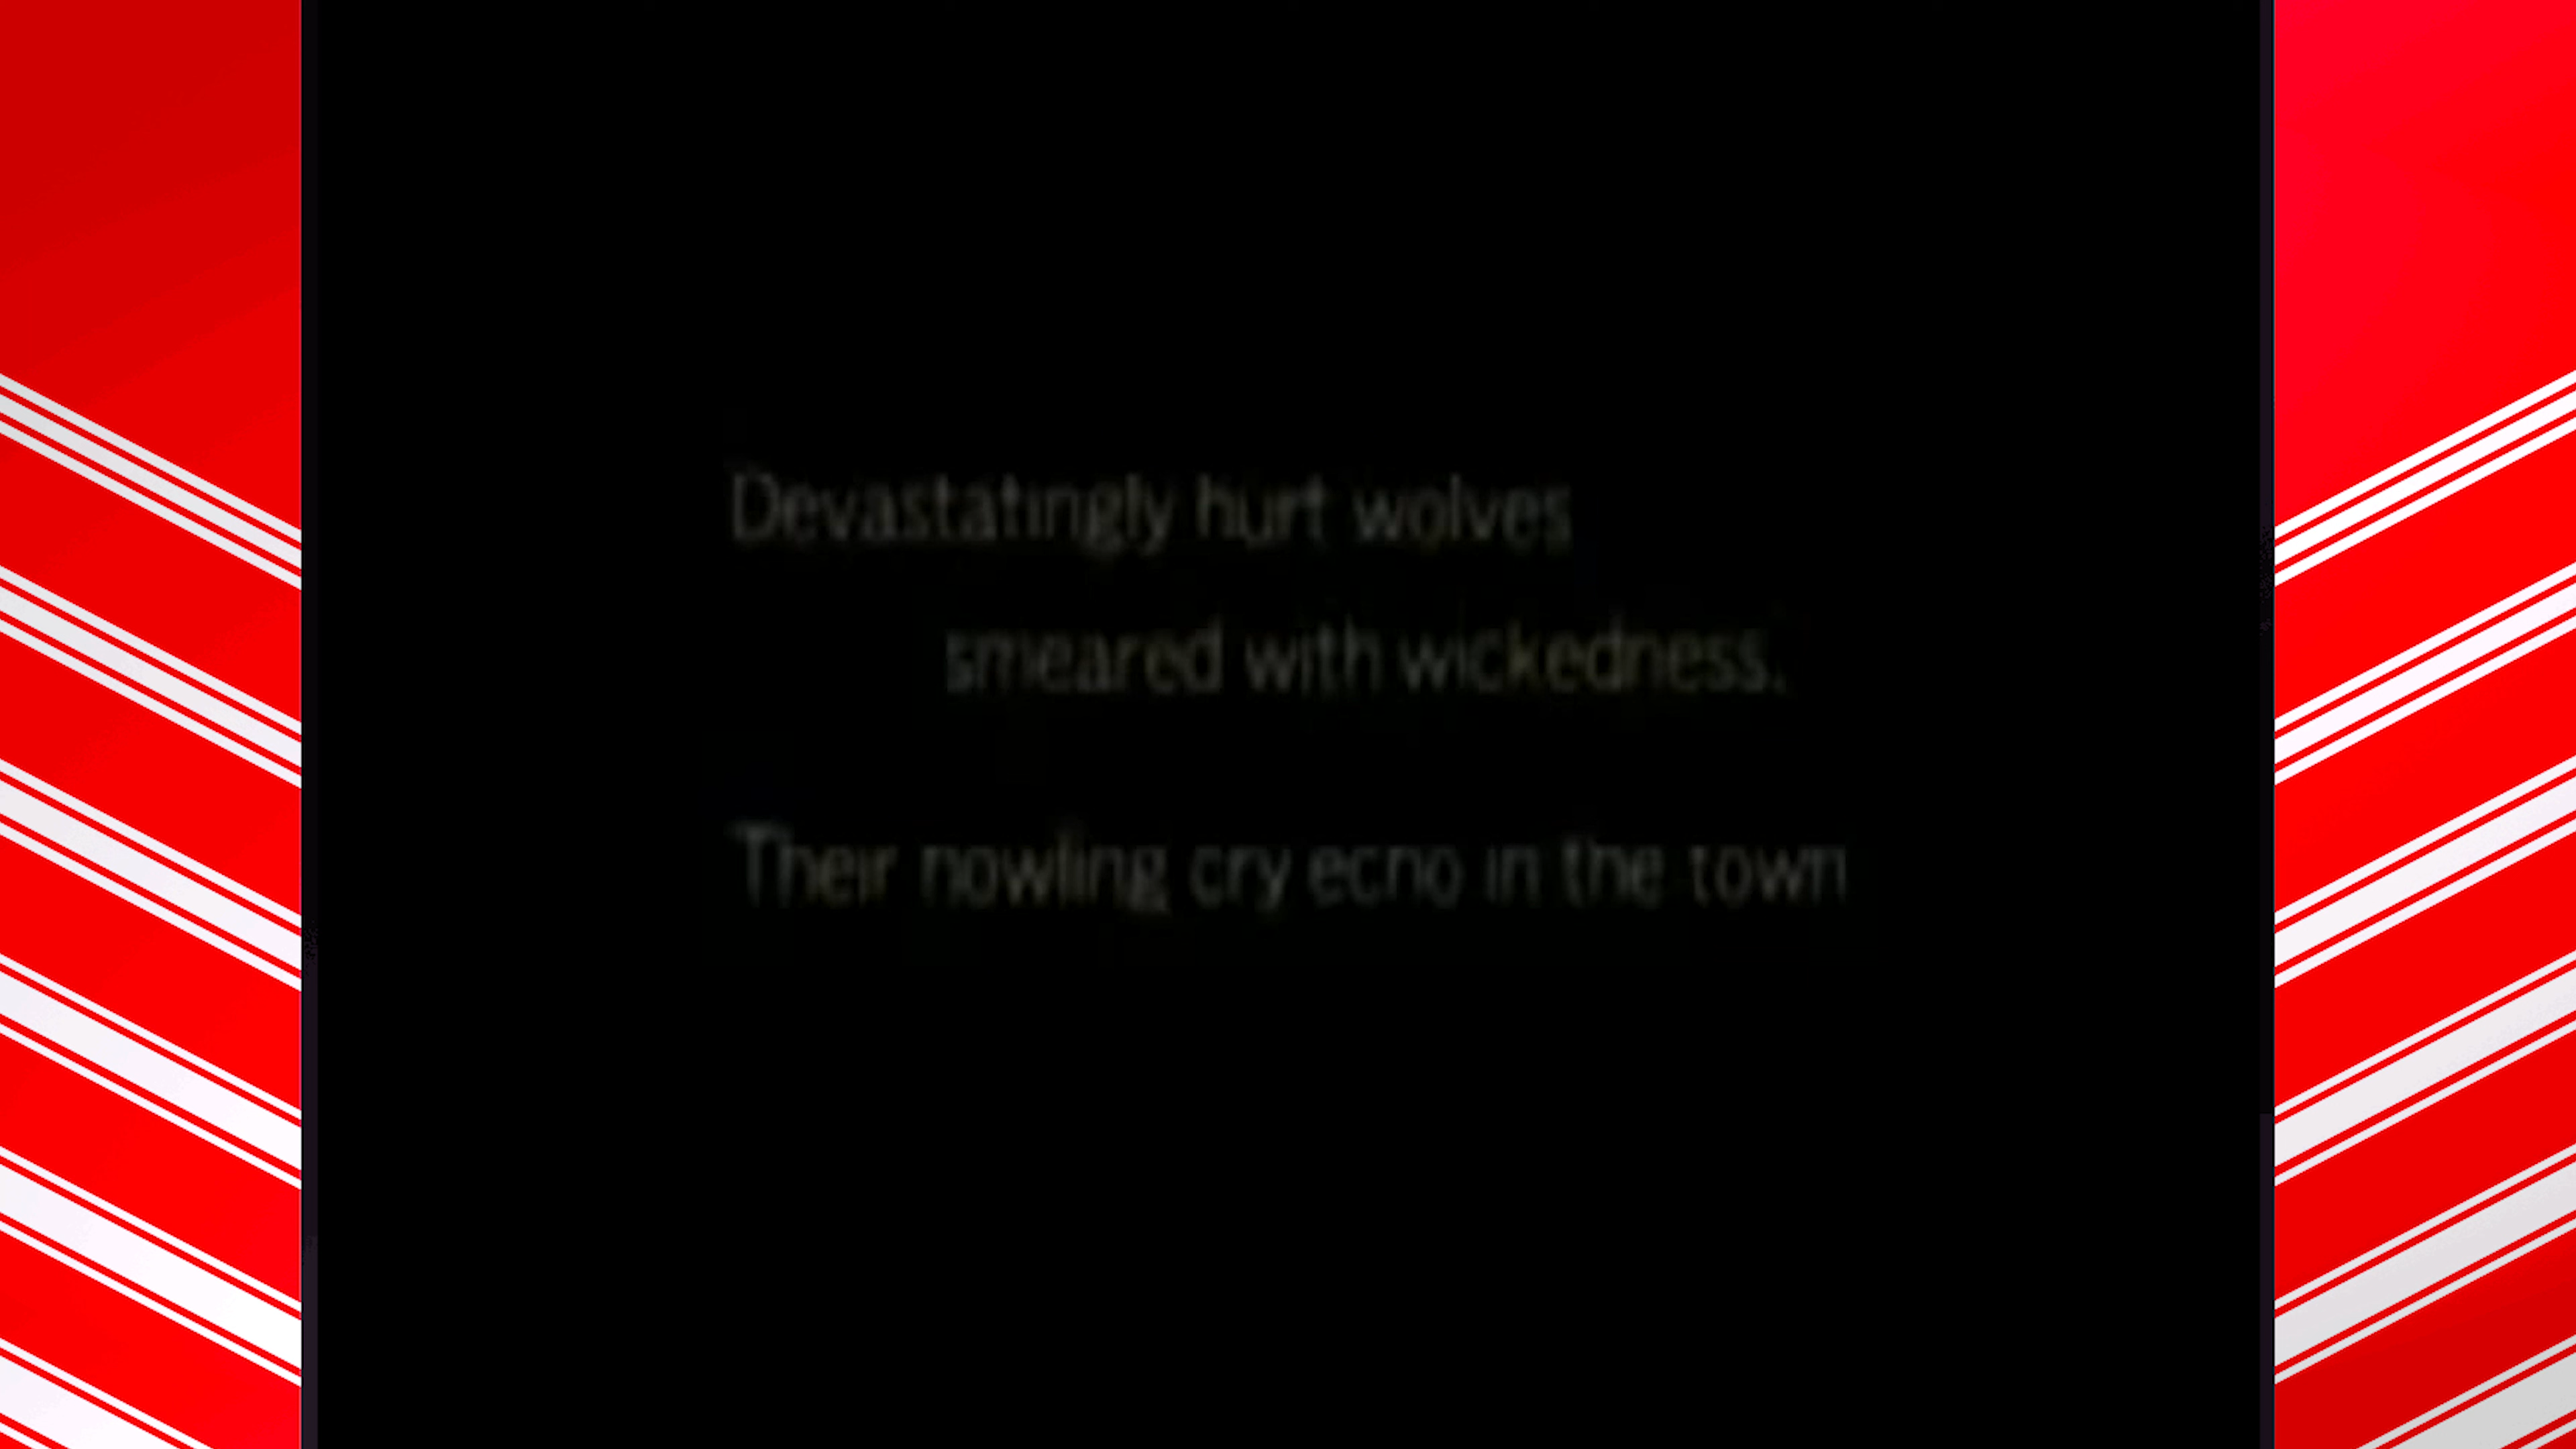 Devastatingly hurt wolves
smeared with wickedness.
Their howling cry echo in the town